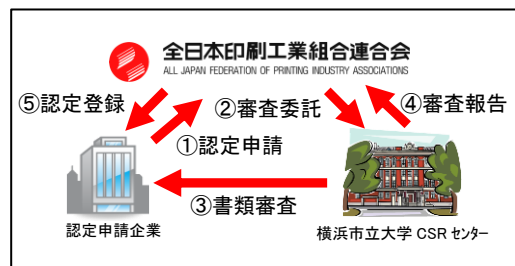 全日本印刷工業組合連合会
ALL JAPAN FEDERATION OF PRINTING INDUSTRY ASSOCIATIONS
⑤認定登録
②審査委託
④審査報告
①認定申請
③書類審査
認定申請企業
横浜市立大学 CSR センター